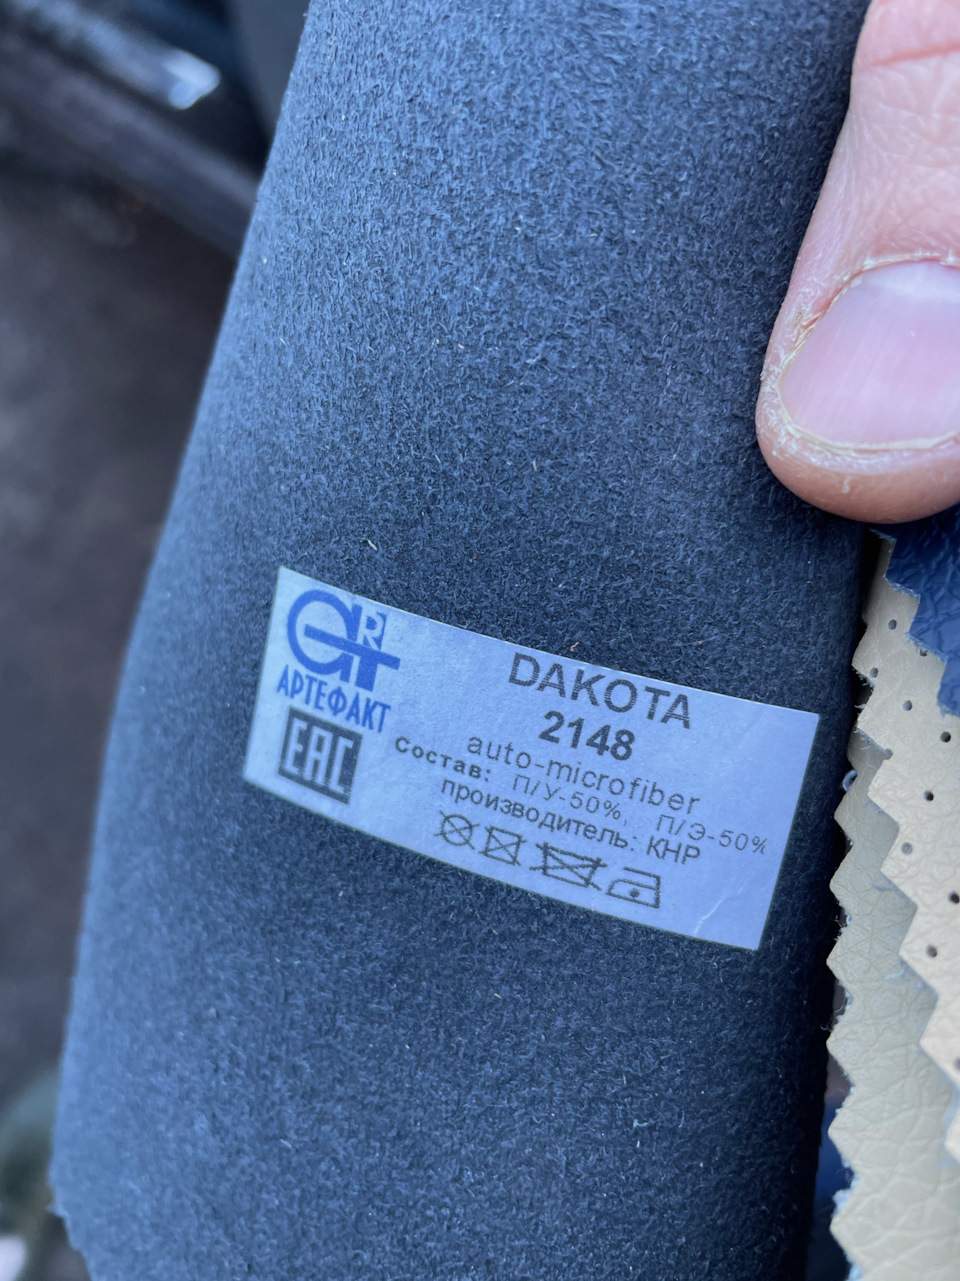 АРТЕФАКТ
EAC
DAKOTA
2148
auto-microfiber
Состав: П/У-50%, П/Э-50%
производитель: КНР